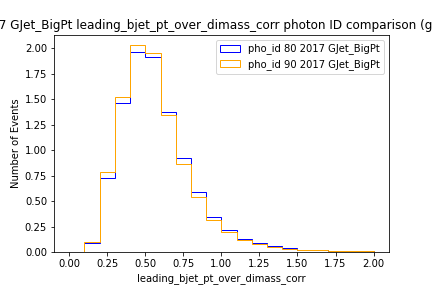 7 GJet_BigPt leading_bjet_pt_over_dimass_corr photon ID comparison (g
pho_id 80 2017 GJet_BigPt
pho_id 90 2017 GJet_BigPt
Number of Events
2.00
1.75
1.50
1.25
1.00
0.75
0.50
0.25
0.00
0.00 0.25 0.50 0.75 1.00 1.25 1.50 1.75 2.00
leading_bjet_pt_over_dimass_corr